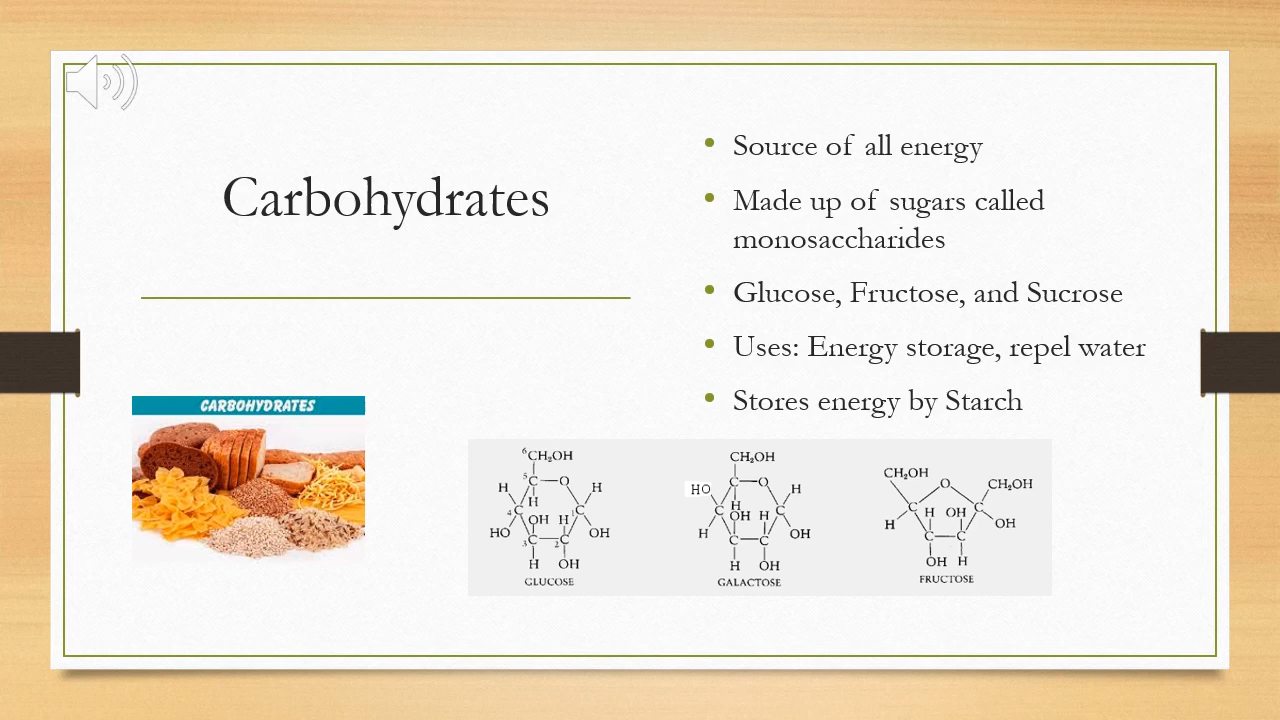 Carbohydrates
Source of all energy
Made up of sugars called
monosaccharides
Glucose, Fructose, and Sucrose
Uses: Energy storage, repel water
Stores energy by Starch
CARBOHYDRATES
6CH₂OH
5C O
H H
H
4C OH H C1
HO OH
3C 2C
H OH
GLUCOSE
CH₂OH
C O
HO H
H
C OH H C
H OH
C C
H OH
GALACTOSE
CH₂OH
O CH₂OH
C H OH C
H OH
C C
OH H
FRUCTOSE